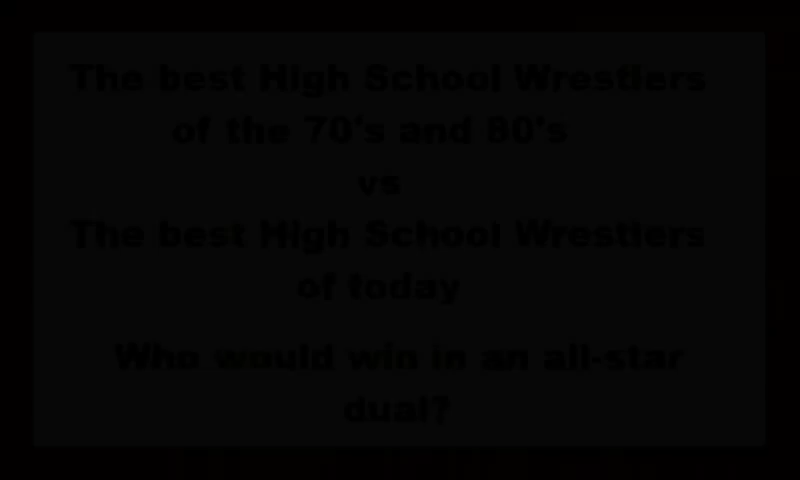 The best High School Wrestlers
of the 70's and 80's
vs
The best High School Wrestlers
of today
Who would win in an all-star
dual?